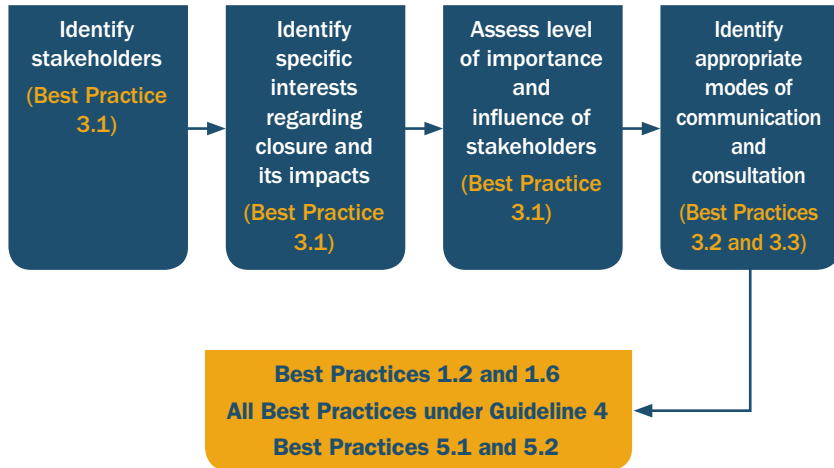 Identify
stakeholders
(Best Practice
3.1)
Identify
specific
interests
regarding
closure and
its impacts
(Best Practice
3.1)
Assess level
of importance
and
influence of
stakeholders
(Best Practice
3.1)
Identify
appropriate
modes of
communication
and
consultation
(Best Practices
3.2 and 3.3)
Best Practices 1.2 and 1.6
All Best Practices under Guideline 4
Best Practices 5.1 and 5.2